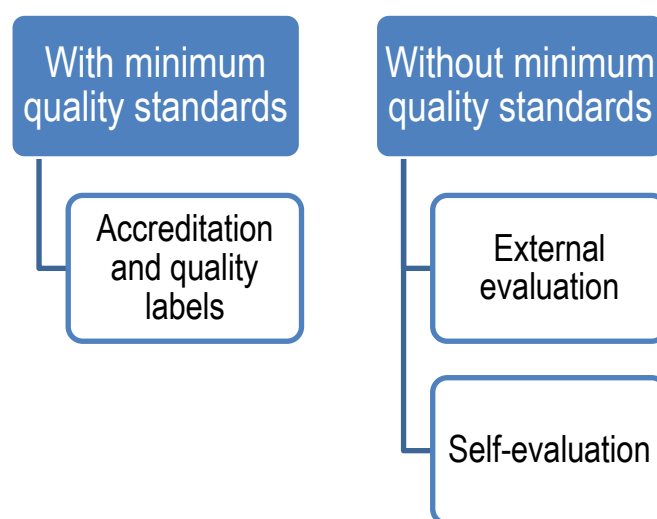 With minimum
quality standards
Accreditation
and quality
labels
Without minimum
quality standards
External
evaluation
Self-evaluation